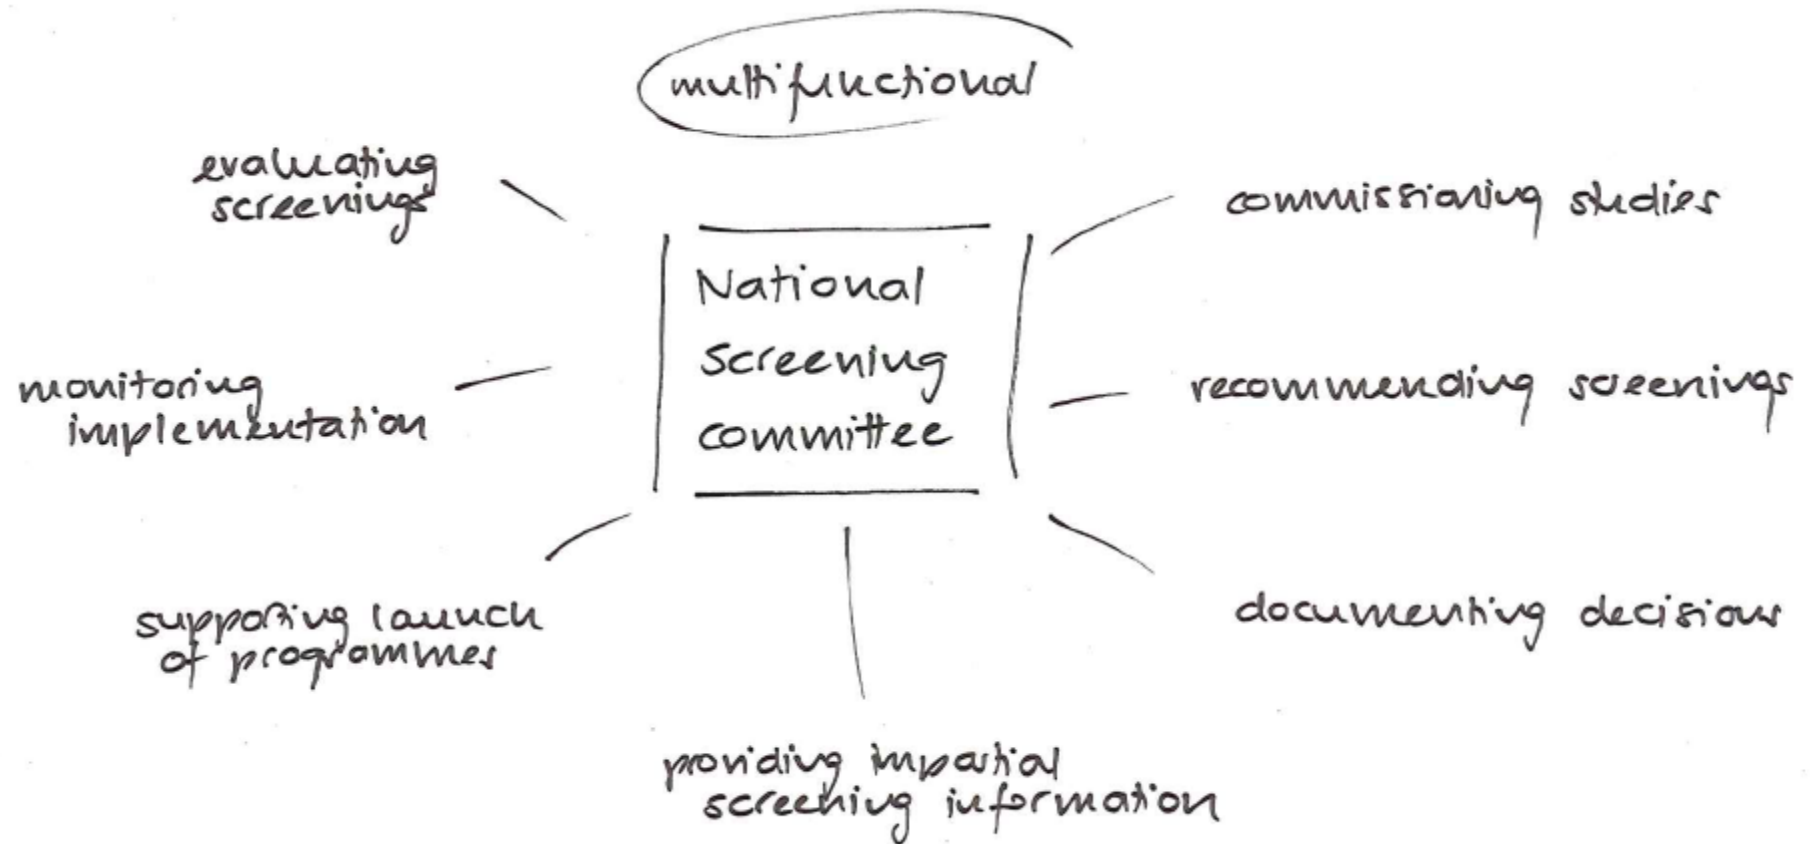 multifunctional
evaluating
screenings
commissioning studies
National
screening
committee
monitoring
implementation
recommending screenings
supporting launch
of programmes
documenting decisions
providing impartial
screening information